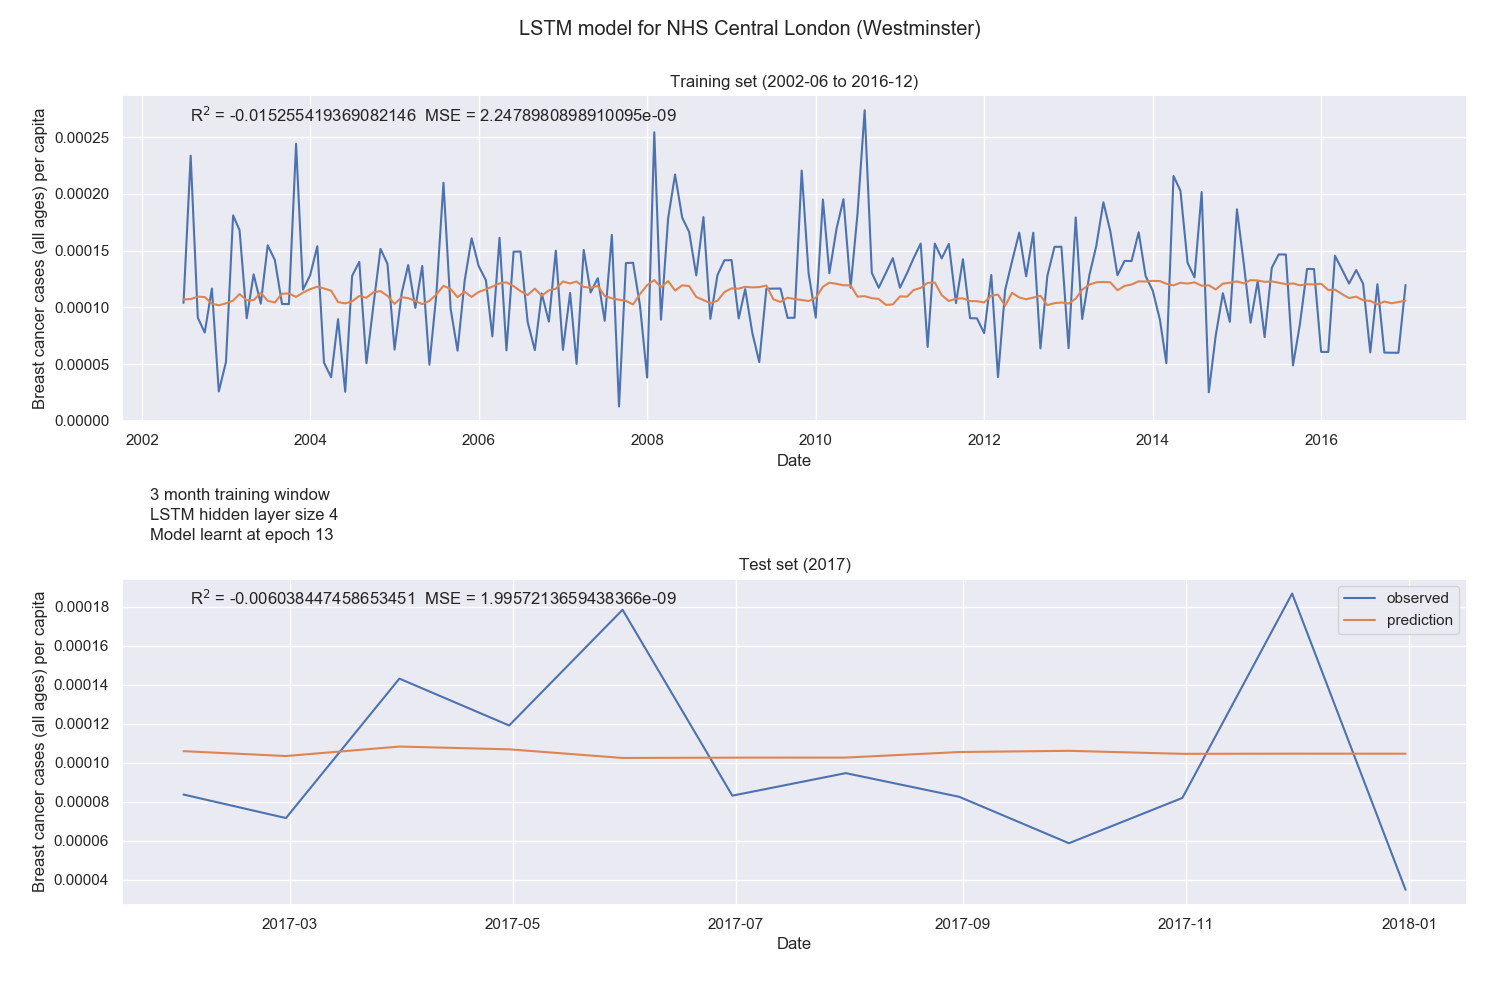 LSTM model for NHS Central London (Westminster)
Training set (2002-06 to 2016-12)
R² = -0.015255419369082146  MSE = 2.2478980898910095e-09
Breast cancer cases (all ages) per capita
0.00025
0.00020
0.00015
0.00010
0.00005
0.00000
2002 2004 2006 2008 2010 2012 2014 2016
Date
3 month training window
LSTM hidden layer size 4
Model learnt at epoch 13
Test set (2017)
R² = -0.006038447458653451  MSE = 1.9957213659438366e-09
observed
prediction
Breast cancer cases (all ages) per capita
0.00018
0.00016
0.00014
0.00012
0.00010
0.00008
0.00006
0.00004
2017-03 2017-05 2017-07 2017-09 2017-11 2018-01
Date